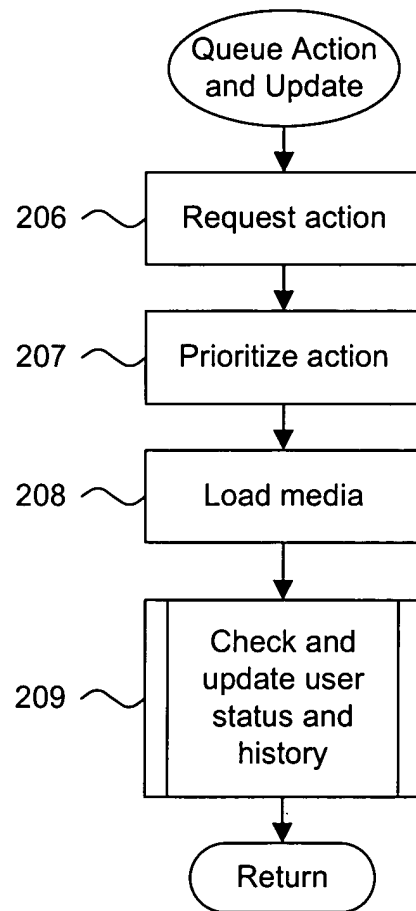 Queue Action
and Update
206
Request action
207
Prioritize action
208
Load media
209
Check and
update user
status and
history
Return